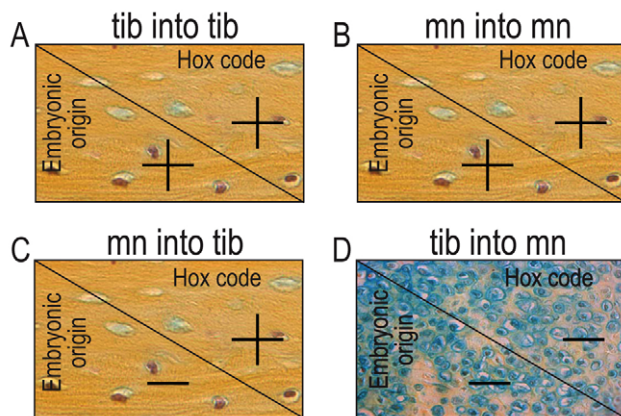 A
tib into tib
Hox code
Embryonic
origin
+
+
B
mn into mn
Hox code
Embryonic
origin
+
+
C
mn into tib
Hox code
Embryonic
origin
+
−
D
tib into mn
Hox code
Embryonic
origin
−
−